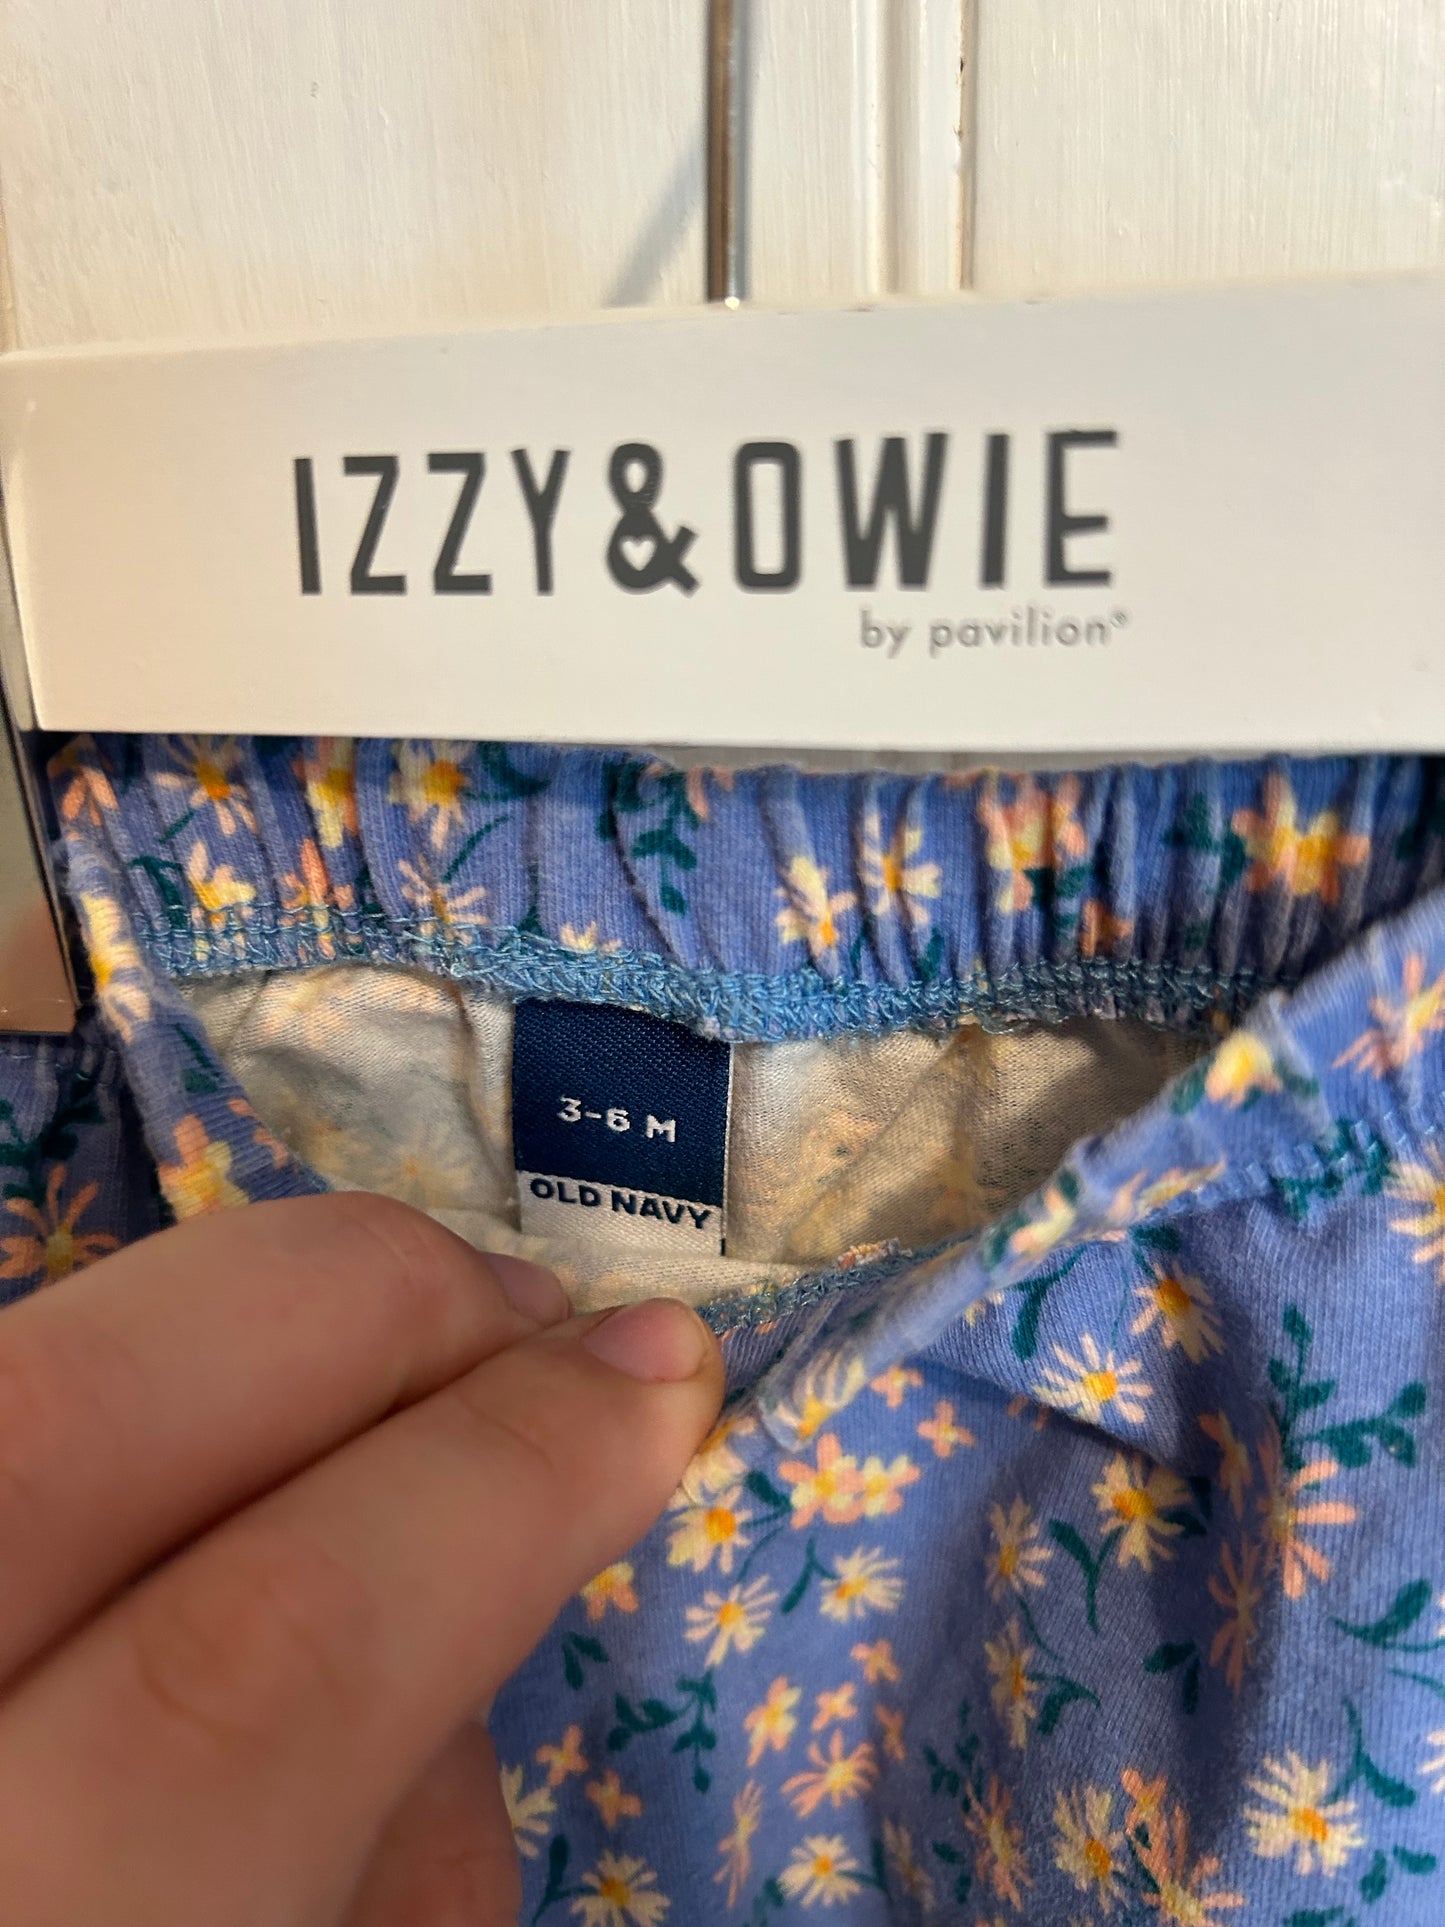 IZZY & OWIE
by pavilion®
3-6 M
OLD NAVY